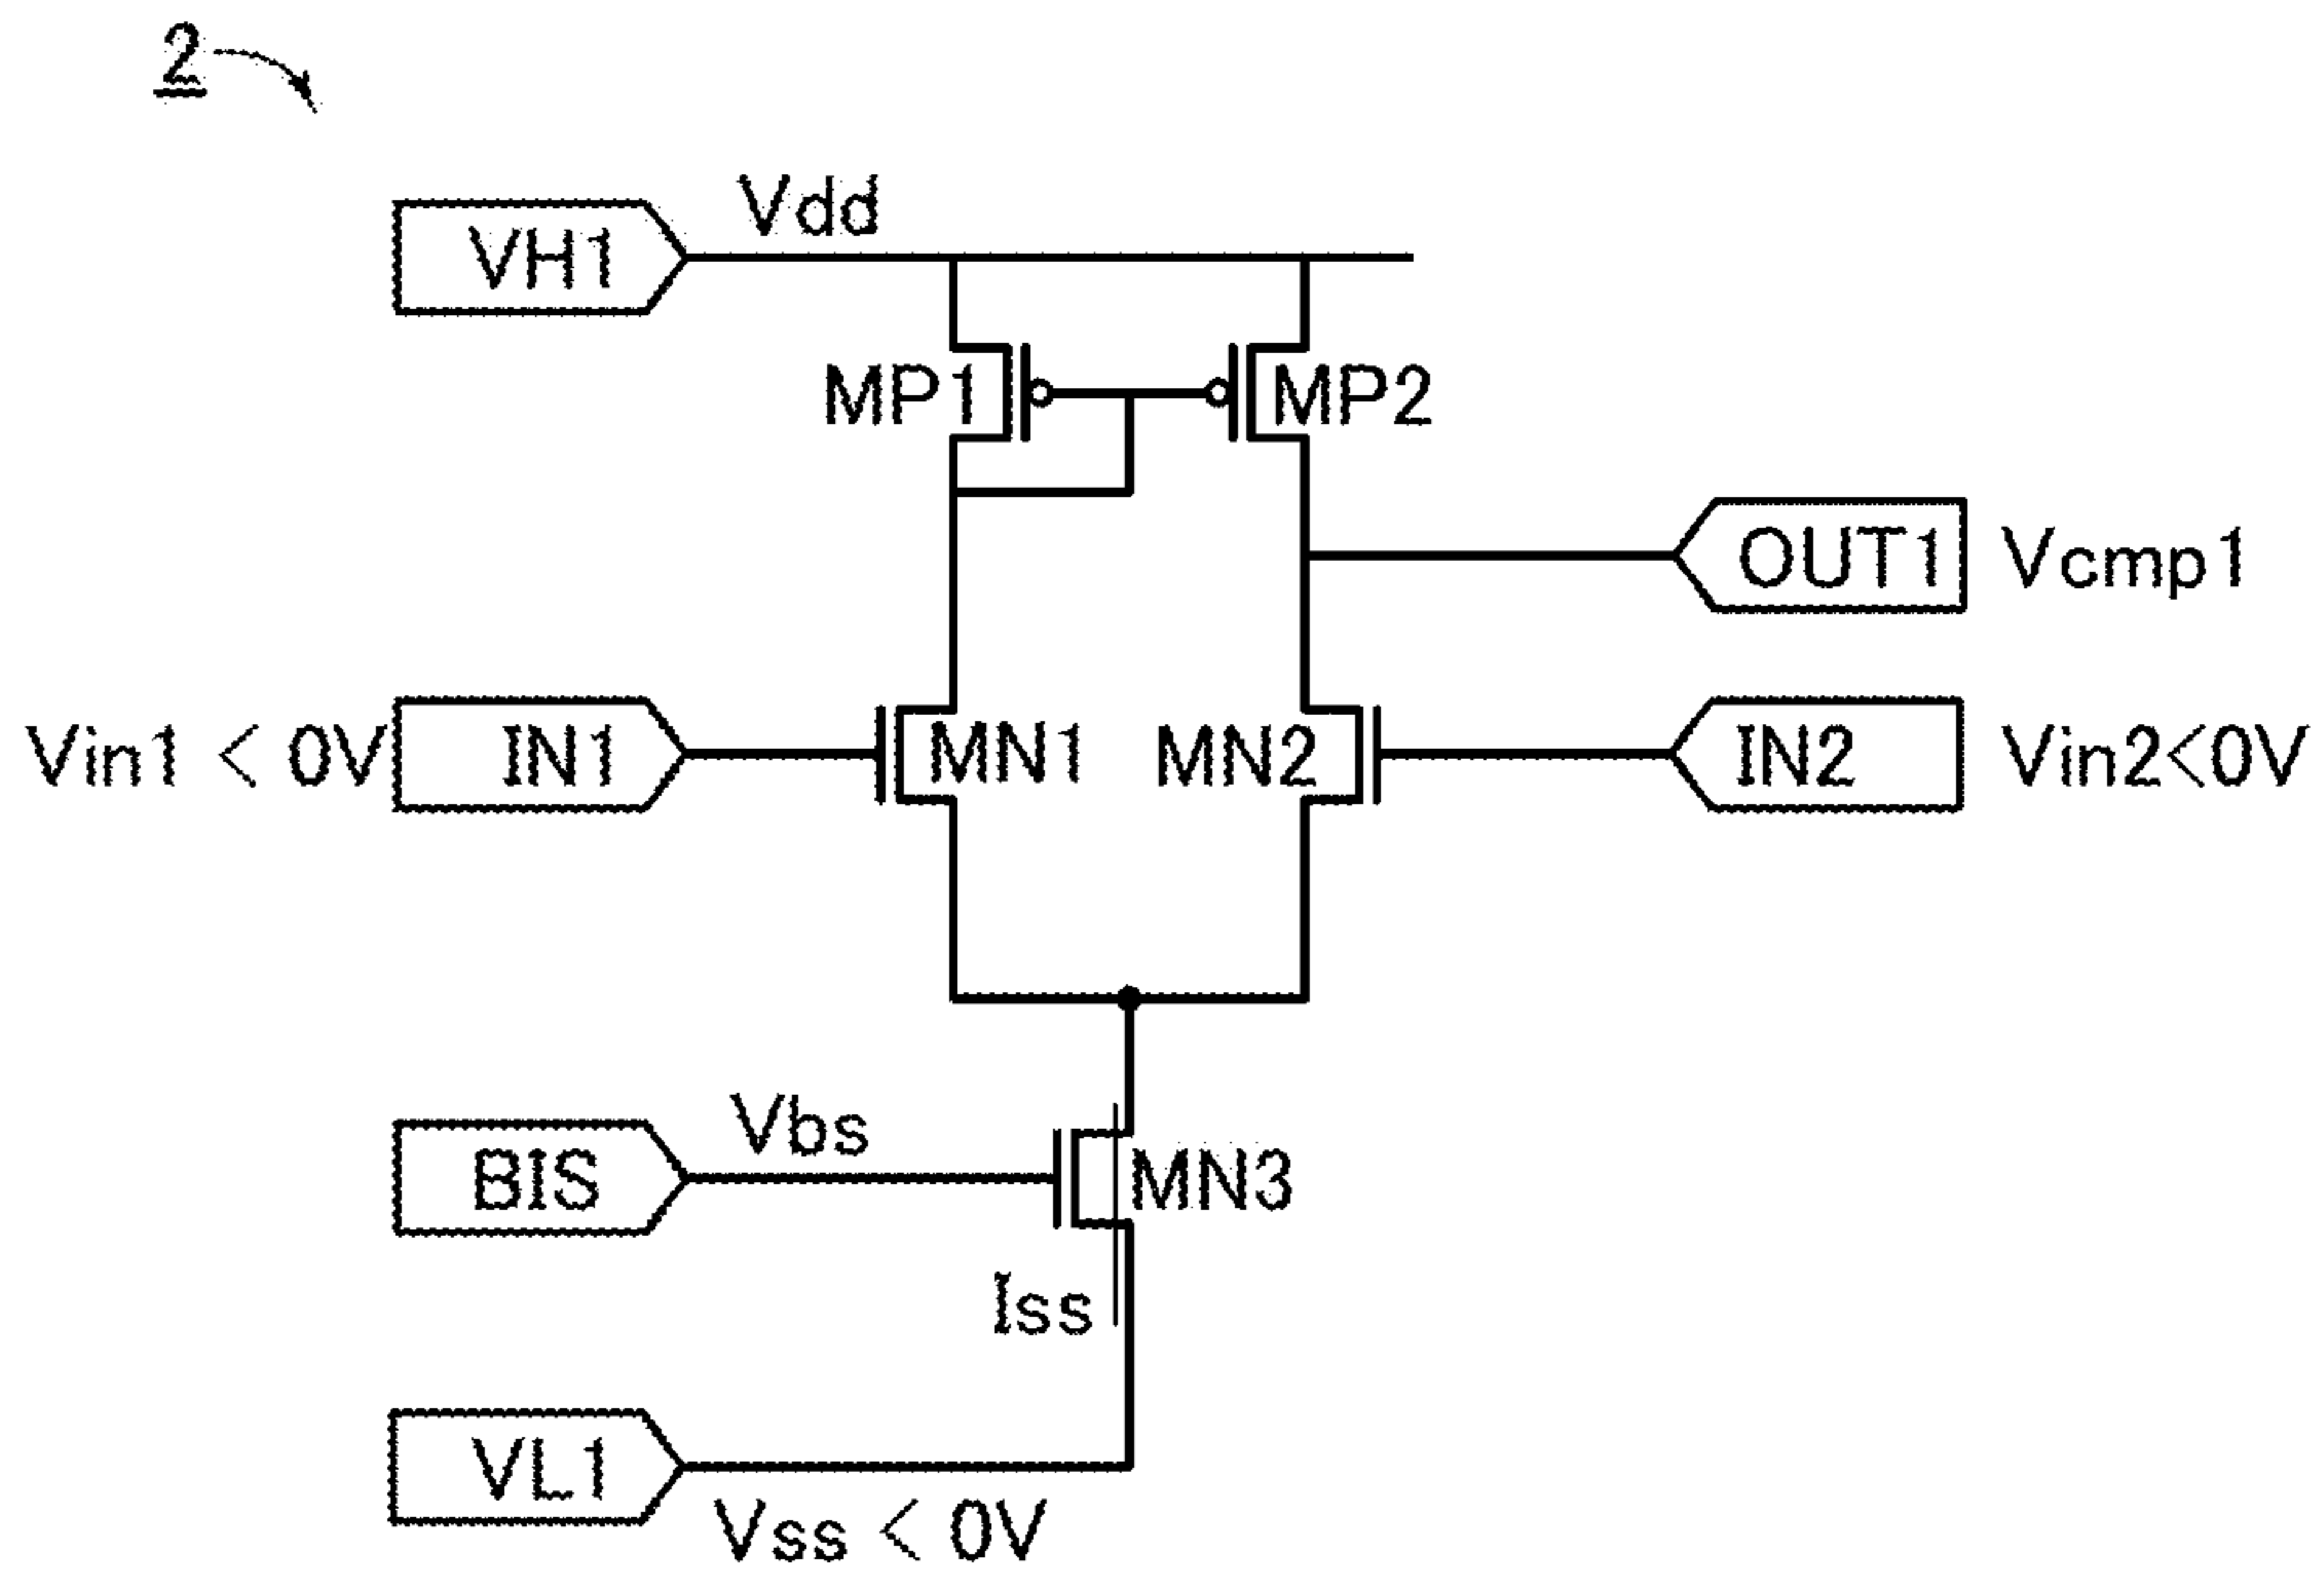 2
Vdd
VH1
MP1 MP2
OUT1 Vcmp1
Vin1 < 0V IN1 MN1 MN2 IN2 Vin2<0V
Vbs
BIS MN3
Iss
VL1
Vss < 0V